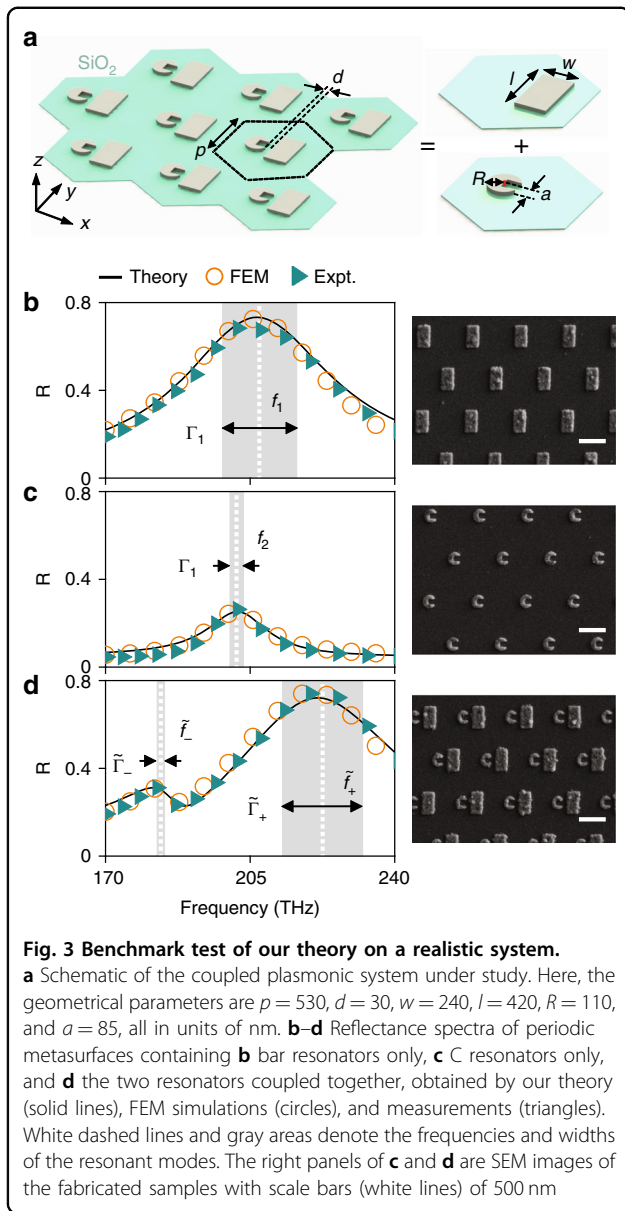 a
SiO₂
d
p
z
y
x
=
l
w
+
R
a
Theory FEM Expt.
b
0.8
0.4
0
R
Γ₁
f₁
c
0.8
0.4
0
R
Γ₁
f₂
d
0.8
0.4
0
R
Γ̃₋
f̃₋
Γ̃₊
f̃₊
170 205 240
Frequency (THz)
Fig. 3 Benchmark test of our theory on a realistic system.
a Schematic of the coupled plasmonic system under study. Here, the
geometrical parameters are p = 530, d = 30, w = 240, l = 420, R = 110,
and a = 85, all in units of nm. b–d Reflectance spectra of periodic
metasurfaces containing b bar resonators only, c C resonators only,
and d the two resonators coupled together, obtained by our theory
(solid lines), FEM simulations (circles), and measurements (triangles).
White dashed lines and gray areas denote the frequencies and widths
of the resonant modes. The right panels of c and d are SEM images of
the fabricated samples with scale bars (white lines) of 500 nm